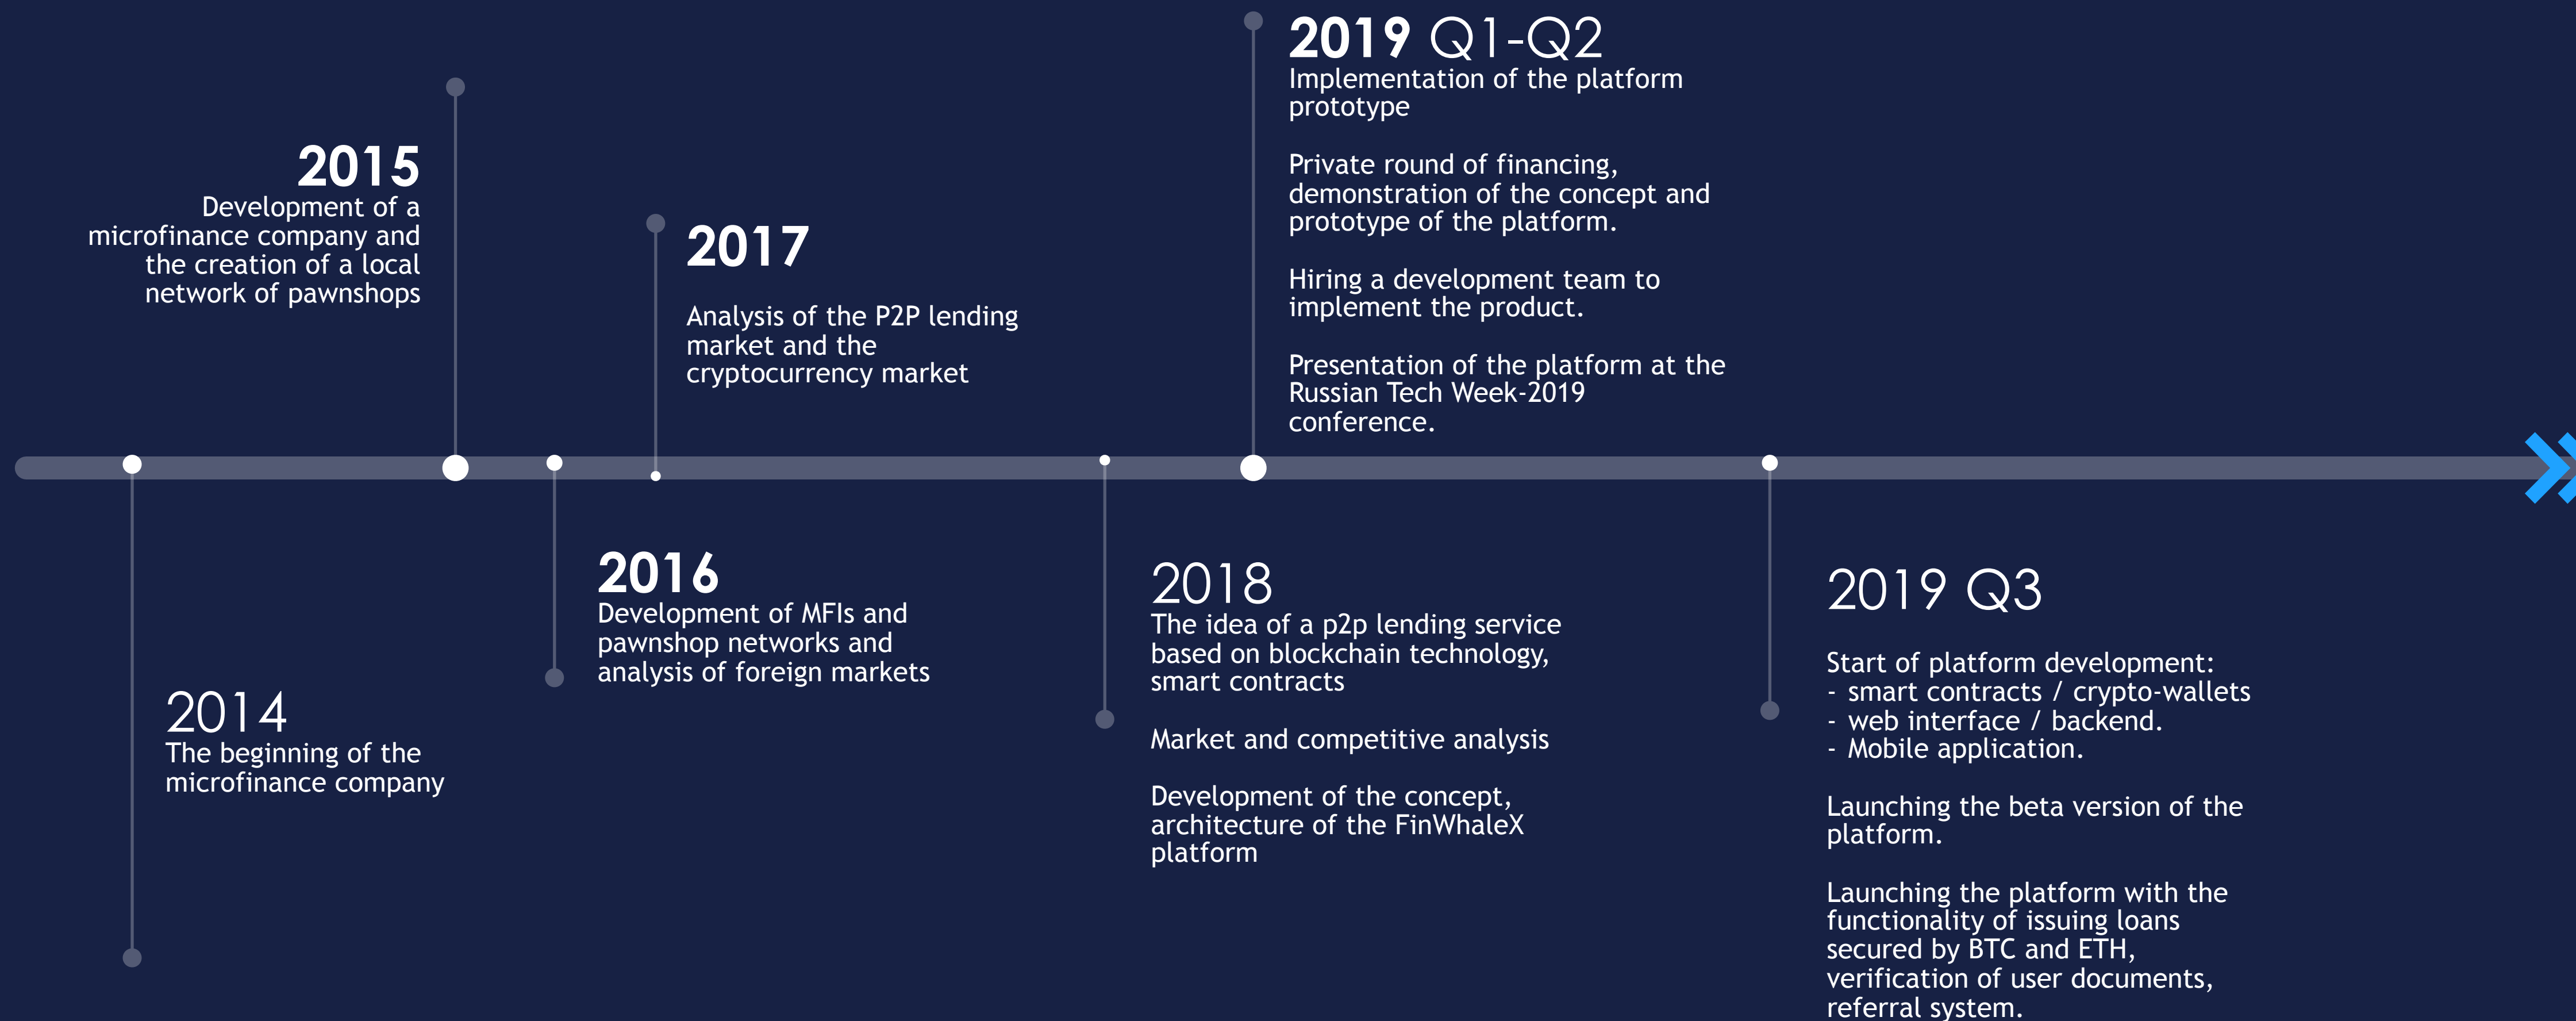 2014
The beginning of the
microfinance company
2015
Development of a
microfinance company and
the creation of a local
network of pawnshops
2016
Development of MFIs and
pawnshop networks and
analysis of foreign markets
2017
Analysis of the P2P lending
market and the
cryptocurrency market
2018
The idea of a p2p lending service
based on blockchain technology,
smart contracts
Market and competitive analysis
Development of the concept,
architecture of the FinWhaleX
platform
2019 Q1-Q2
Implementation of the platform
prototype
Private round of financing,
demonstration of the concept and
prototype of the platform.
Hiring a development team to
implement the product.
Presentation of the platform at the
Russian Tech Week-2019
conference.
2019 Q3
Start of platform development:
- smart contracts / crypto-wallets
- web interface / backend.
- Mobile application.
Launching the beta version of the
platform.
Launching the platform with the
functionality of issuing loans
secured by BTC and ETH,
verification of user documents,
referral system.